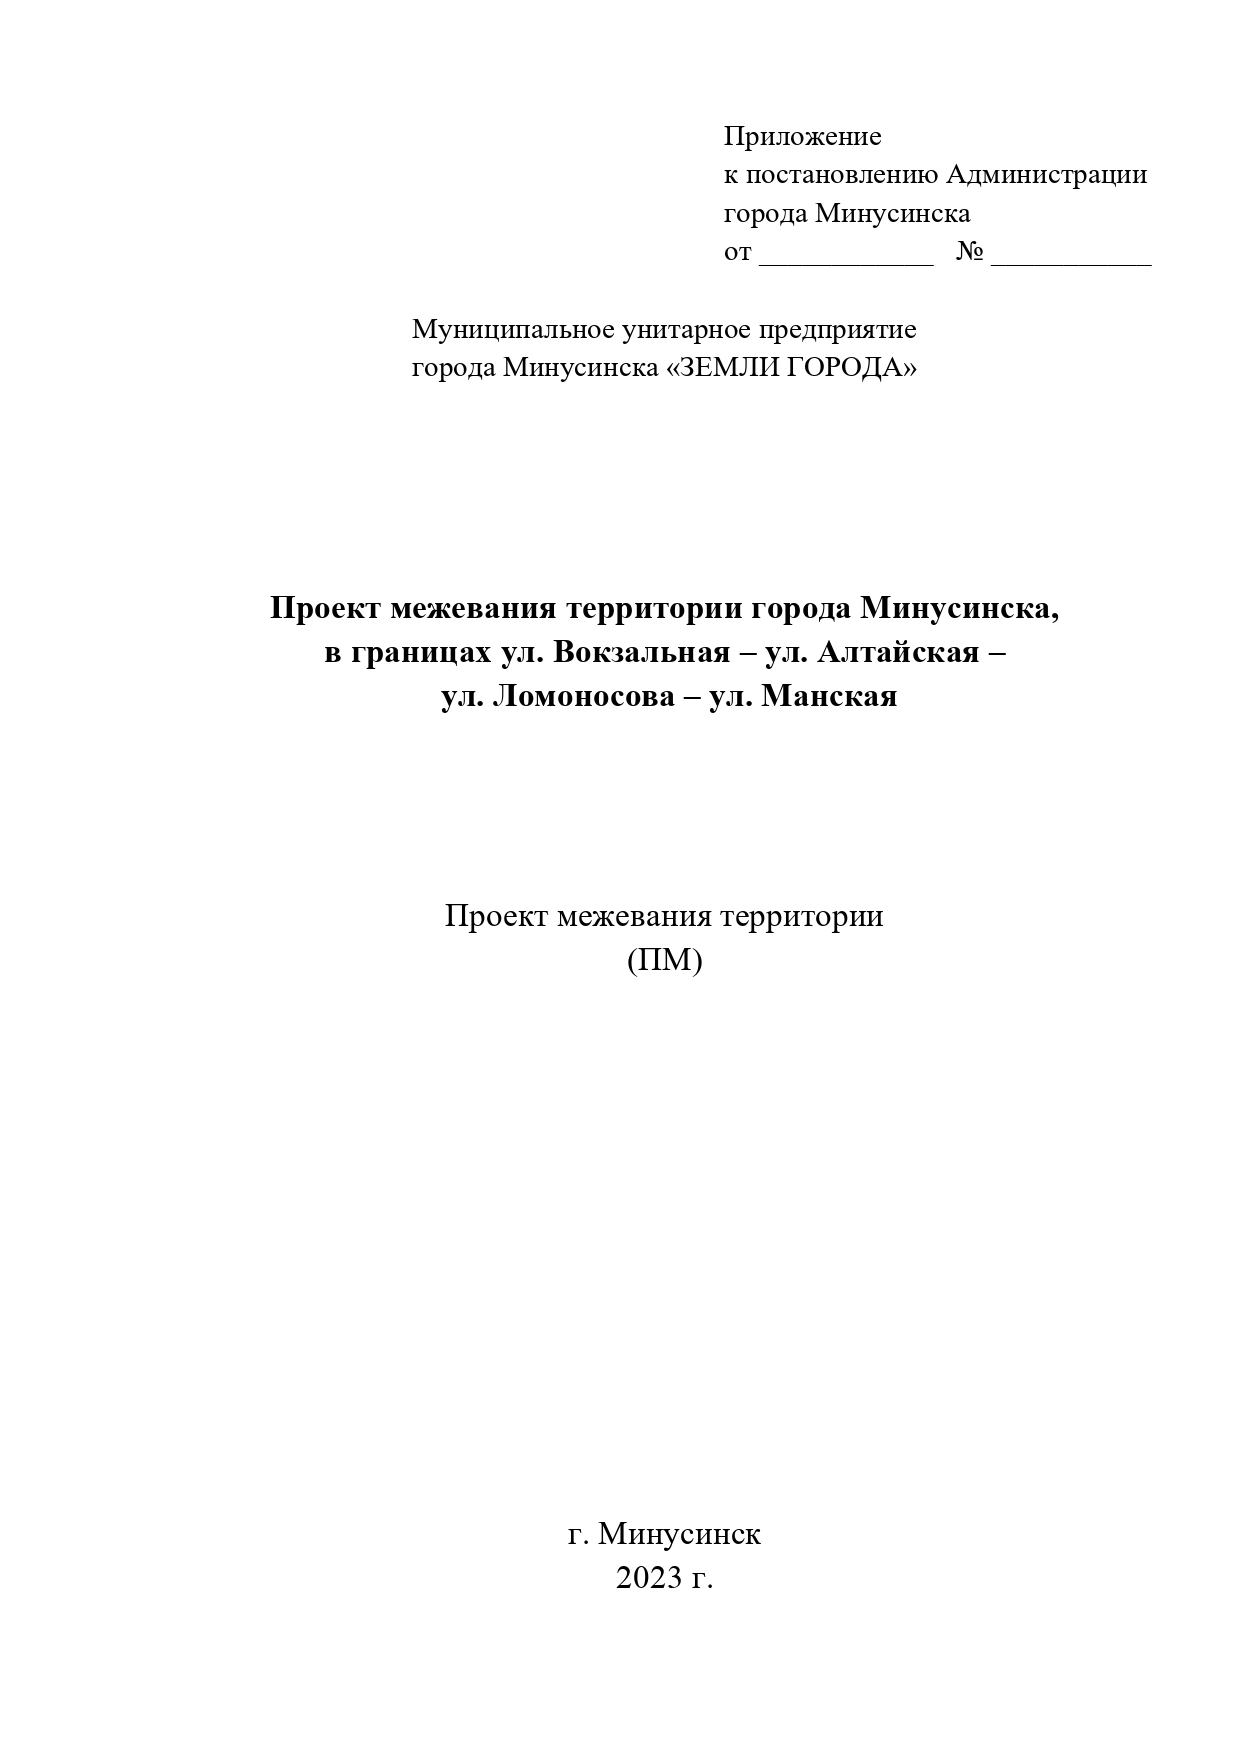 Приложение
к постановлению Администрации
города Минусинска
от ____________ № ___________
Муниципальное унитарное предприятие
города Минусинска «ЗЕМЛИ ГОРОДА»
Проект межевания территории города Минусинска,
в границах ул. Вокзальная – ул. Алтайская –
ул. Ломоносова – ул. Манская
Проект межевания территории
(ПМ)
г. Минусинск
2023 г.